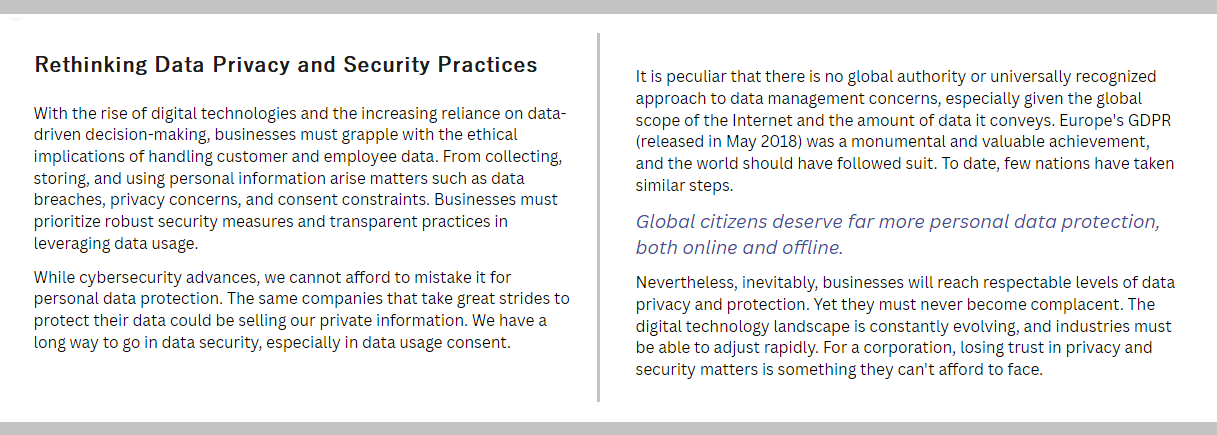 Rethinking Data Privacy and Security Practices
With the rise of digital technologies and the increasing reliance on data-
driven decision-making, businesses must grapple with the ethical
implications of handling customer and employee data. From collecting,
storing, and using personal information arise matters such as data
breaches, privacy concerns, and consent constraints. Businesses must
prioritize robust security measures and transparent practices in
leveraging data usage.
While cybersecurity advances, we cannot afford to mistake it for
personal data protection. The same companies that take great strides to
protect their data could be selling our private information. We have a
long way to go in data security, especially in data usage consent.
It is peculiar that there is no global authority or universally recognized
approach to data management concerns, especially given the global
scope of the Internet and the amount of data it conveys. Europe's GDPR
(released in May 2018) was a monumental and valuable achievement,
and the world should have followed suit. To date, few nations have taken
similar steps.
Global citizens deserve far more personal data protection,
both online and offline.
Nevertheless, inevitably, businesses will reach respectable levels of data
privacy and protection. Yet they must never become complacent. The
digital technology landscape is constantly evolving, and industries must
be able to adjust rapidly. For a corporation, losing trust in privacy and
security matters is something they can't afford to face.